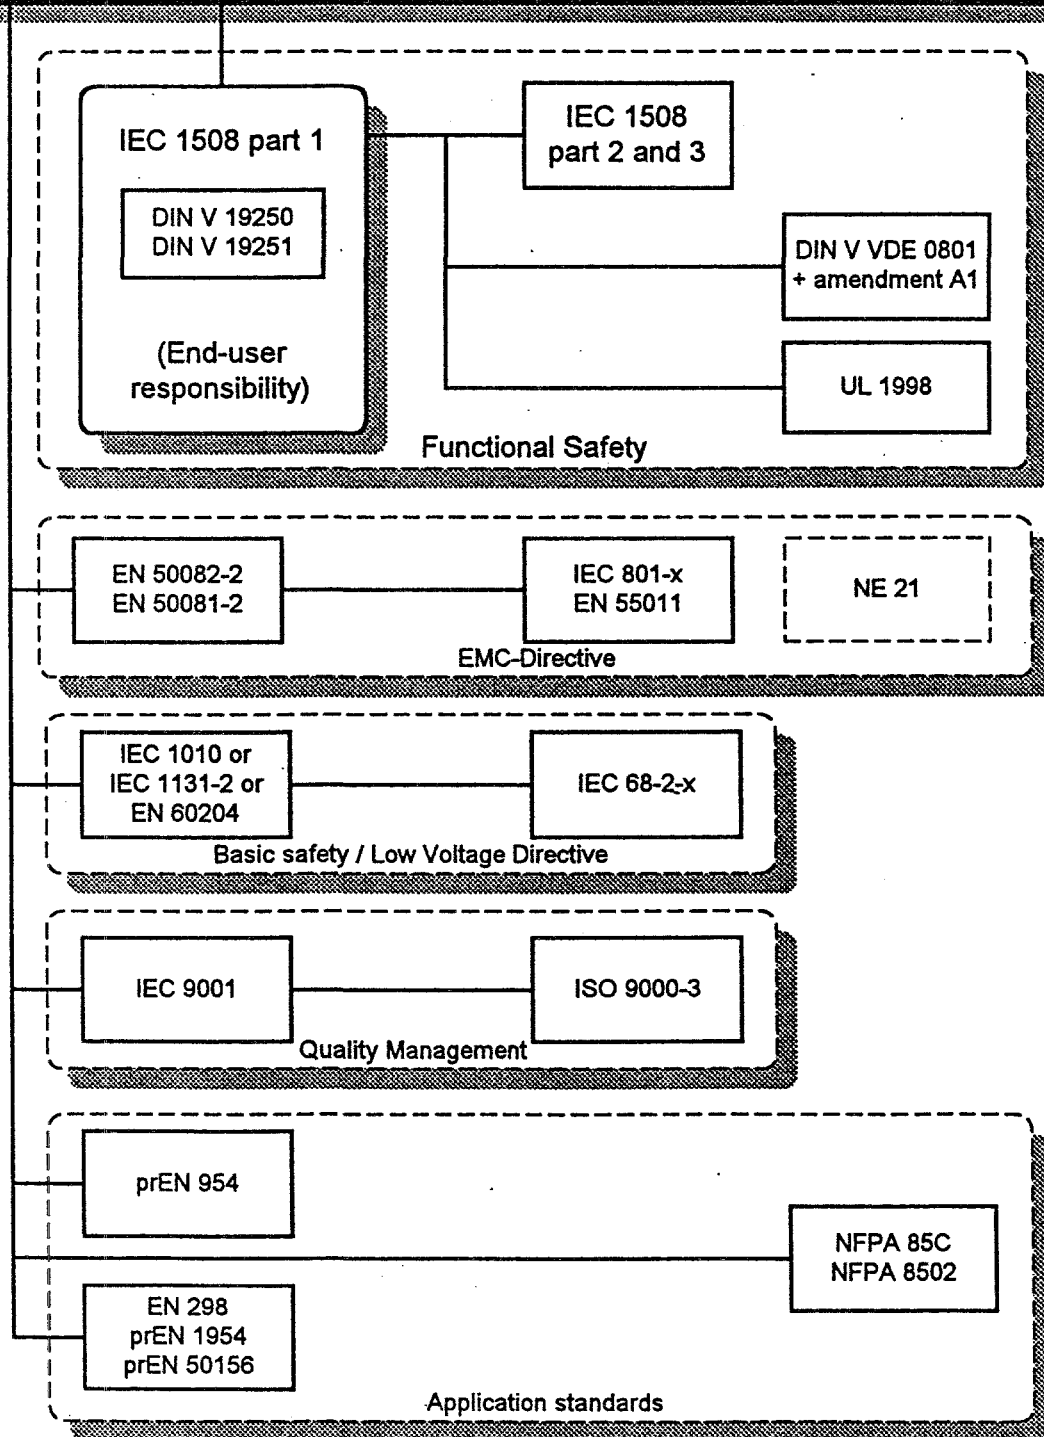 IEC 1508 part 1
DIN V 19250
DIN V 19251
(End-user
responsibility)
IEC 1508
part 2 and 3
DIN V VDE 0801
+ amendment A1
UL 1998
Functional Safety
EN 50082-2
EN 50081-2
IEC 801-x
EN 55011
NE 21
EMC-Directive
IEC 1010 or
IEC 1131-2 or
EN 60204
IEC 68-2-x
Basic safety / Low Voltage Directive
IEC 9001
ISO 9000-3
Quality Management
prEN 954
NFPA 85C
NFPA 8502
EN 298
prEN 1954
prEN 50156
Application standards